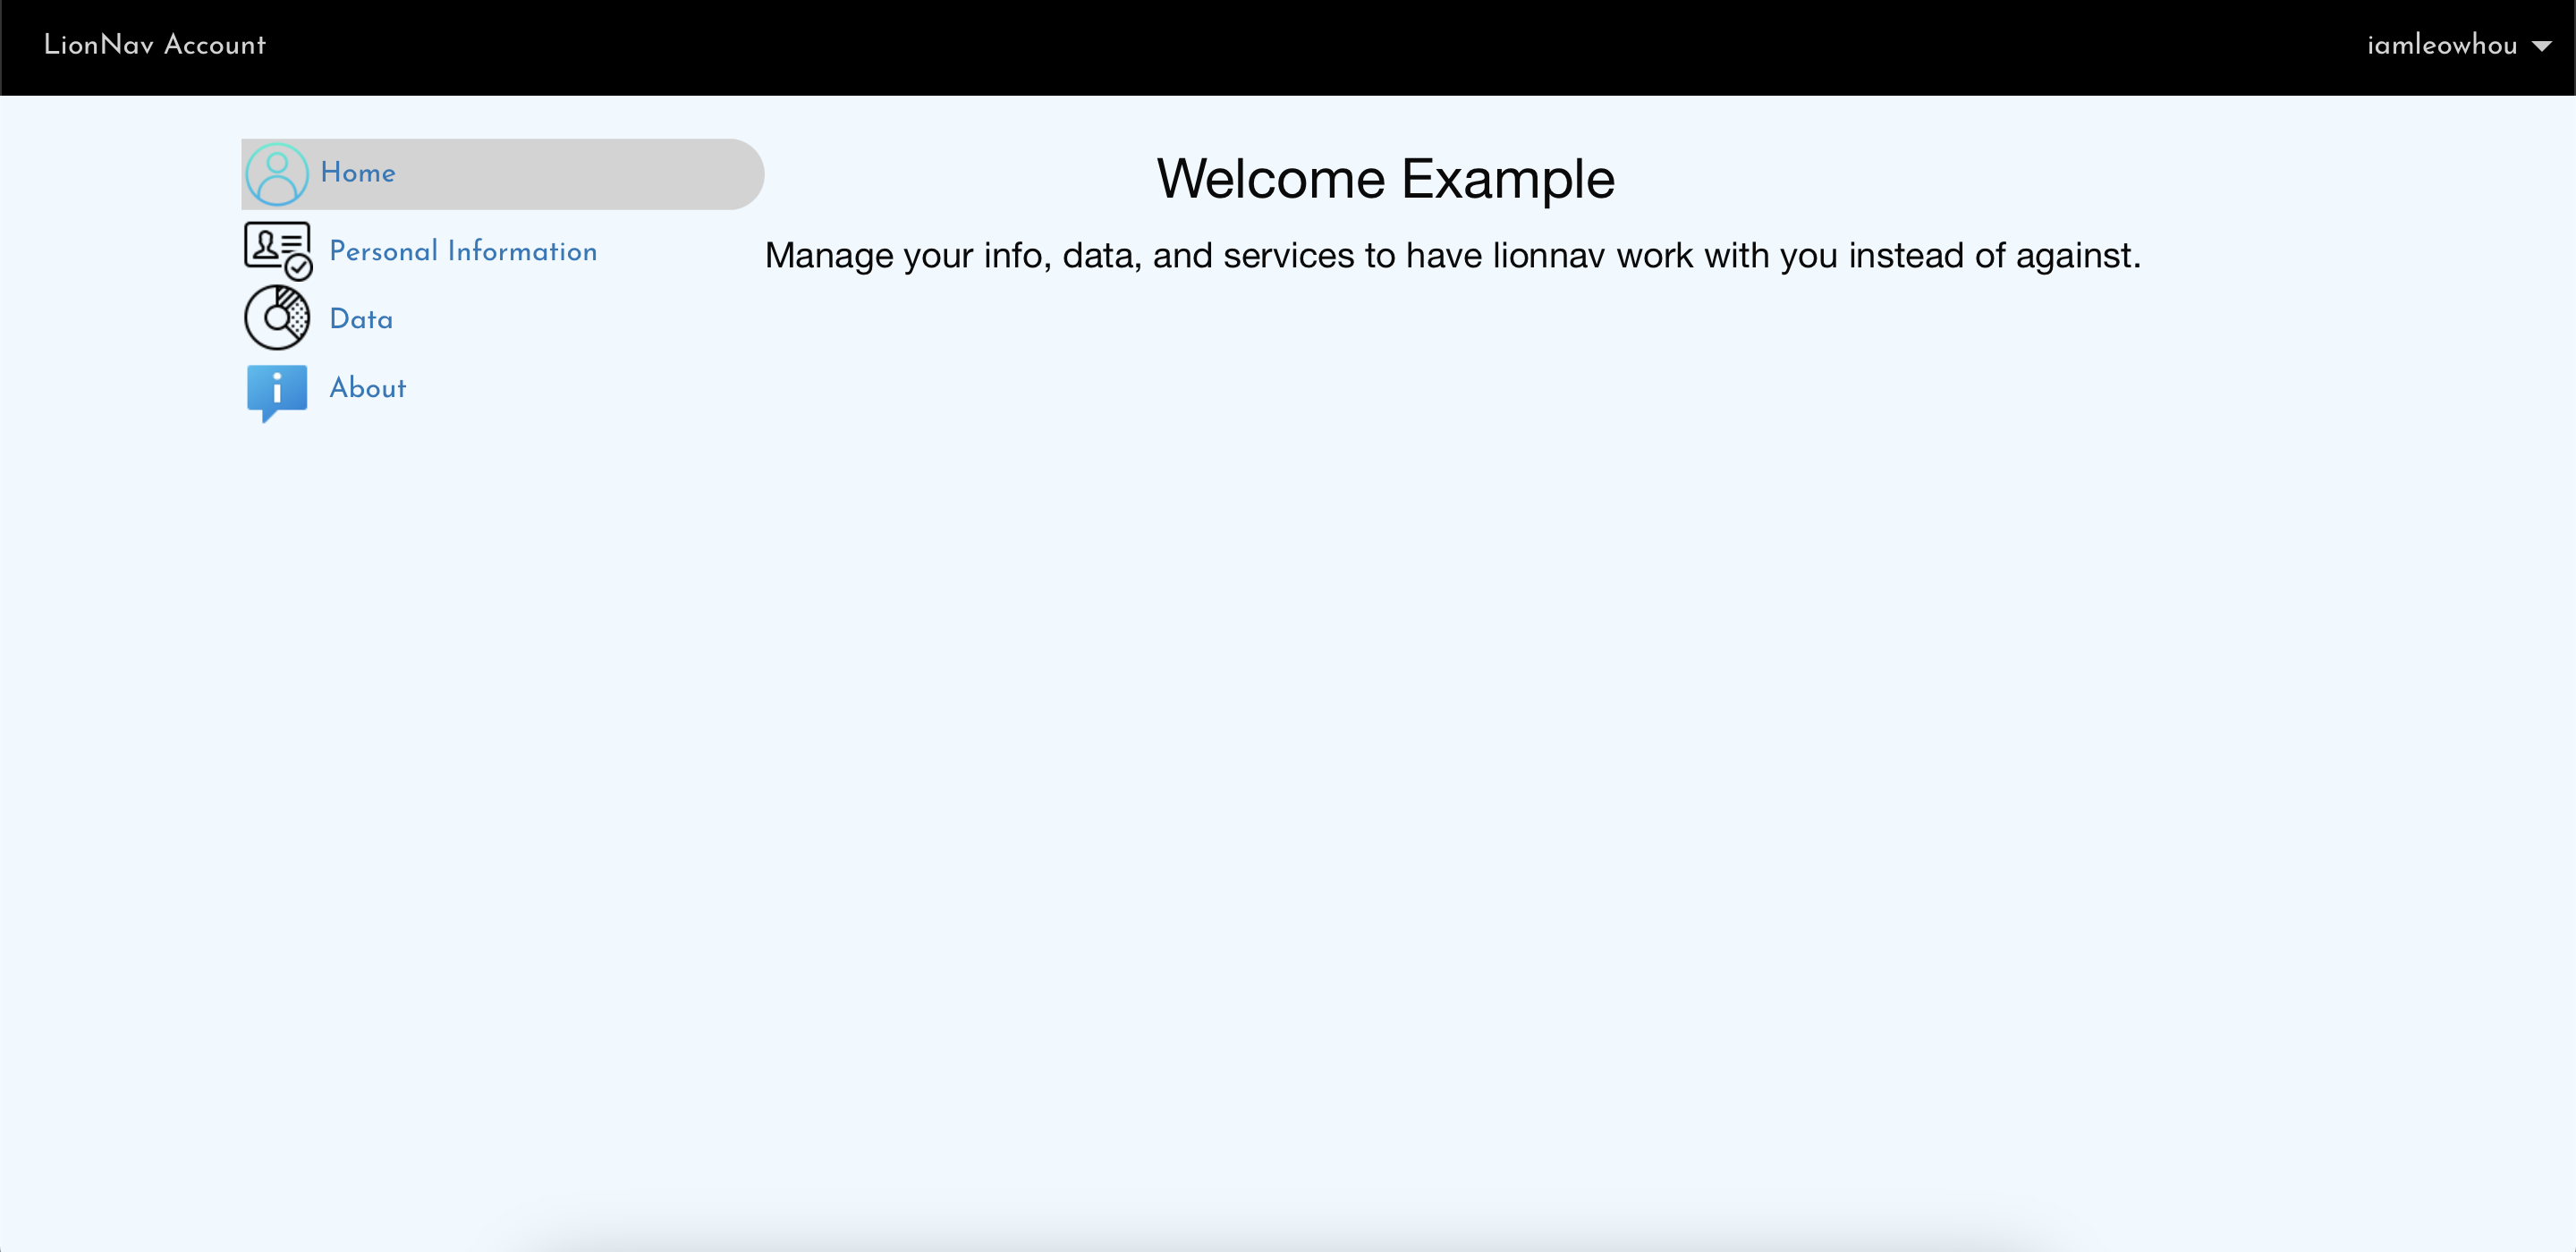 LionNav Account
iamleowhou
Home
Personal Information
Data
About
Welcome Example
Manage your info, data, and services to have lionnav work with you instead of against.